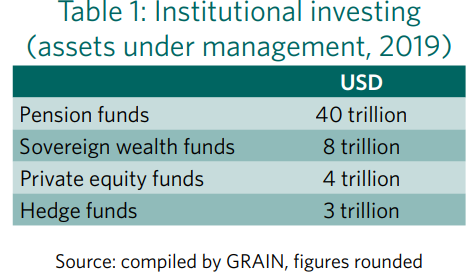 Table 1: Institutional investing
(assets under management, 2019)
USD
Pension funds 40 trillion
Sovereign wealth funds 8 trillion
Private equity funds 4 trillion
Hedge funds 3 trillion
Source: compiled by GRAIN, figures rounded